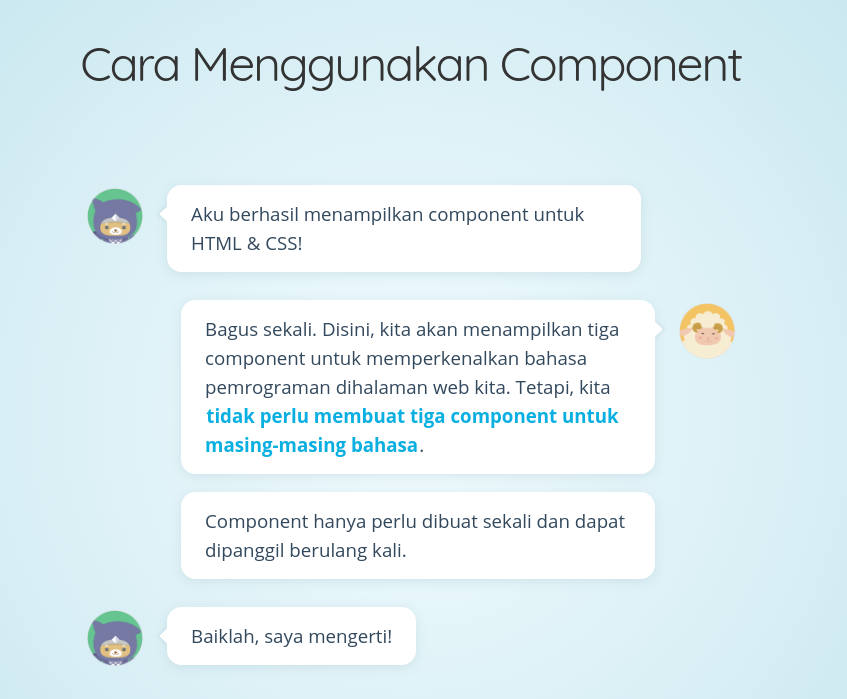 Cara Menggunakan Component
Aku berhasil menampilkan component untuk
HTML & CSS!
Bagus sekali. Disini, kita akan menampilkan tiga
component untuk memperkenalkan bahasa
pemrograman dihalaman web kita. Tetapi, kita
tidak perlu membuat tiga component untuk
masing-masing bahasa.
Component hanya perlu dibuat sekali dan dapat
dipanggil berulang kali.
Baiklah, saya mengerti!